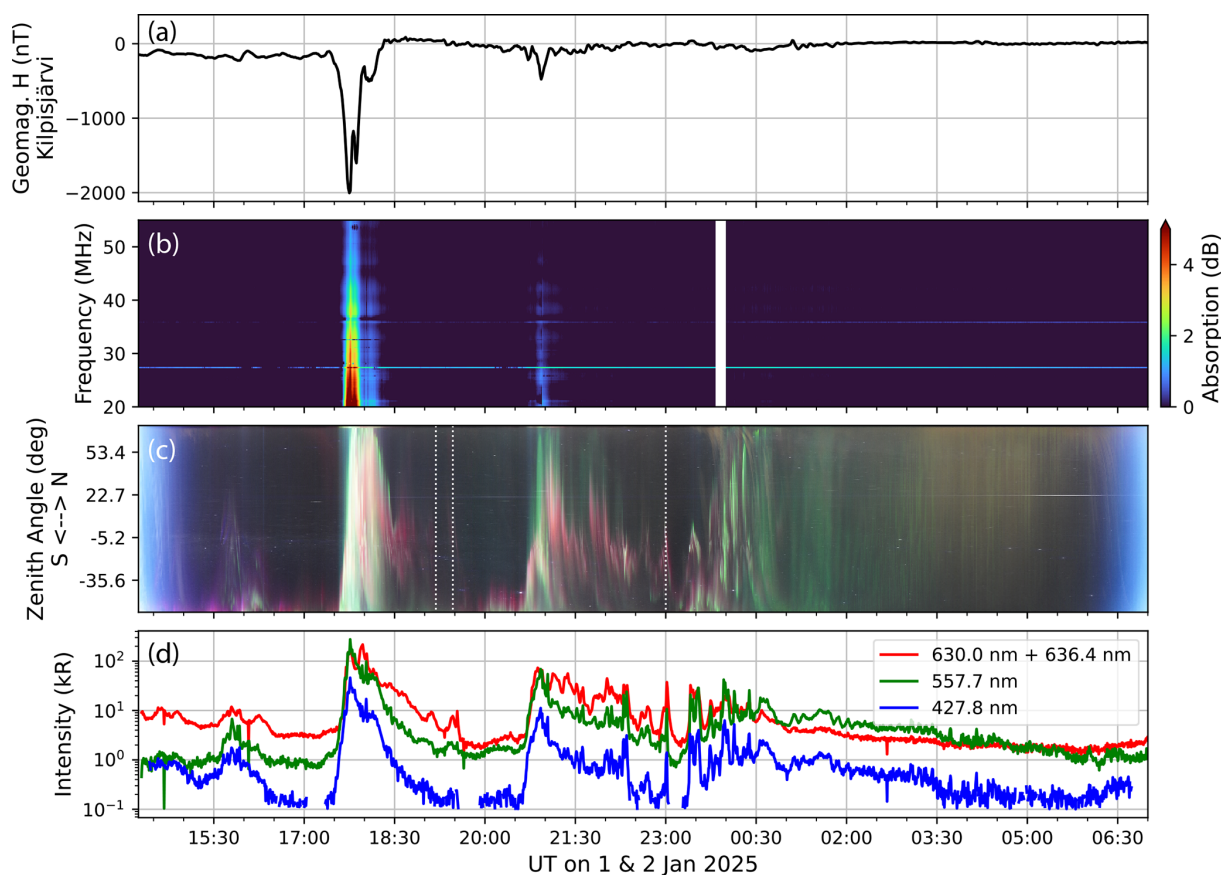 (a)
Geomag. H (nT)
Kilpisjärvi
0
−1000
−2000
(b)
Frequency (MHz)
50
40
30
20
4
2
0
Absorption (dB)
(c)
Zenith Angle (deg)
S <--> N
53.4
22.7
-5.2
-35.6
(d)
Intensity (kR)
10²
10¹
10⁰
10⁻¹
630.0 nm + 636.4 nm
557.7 nm
427.8 nm
15:30 17:00 18:30 20:00 21:30 23:00 00:30 02:00 03:30 05:00 06:30
UT on 1 & 2 Jan 2025